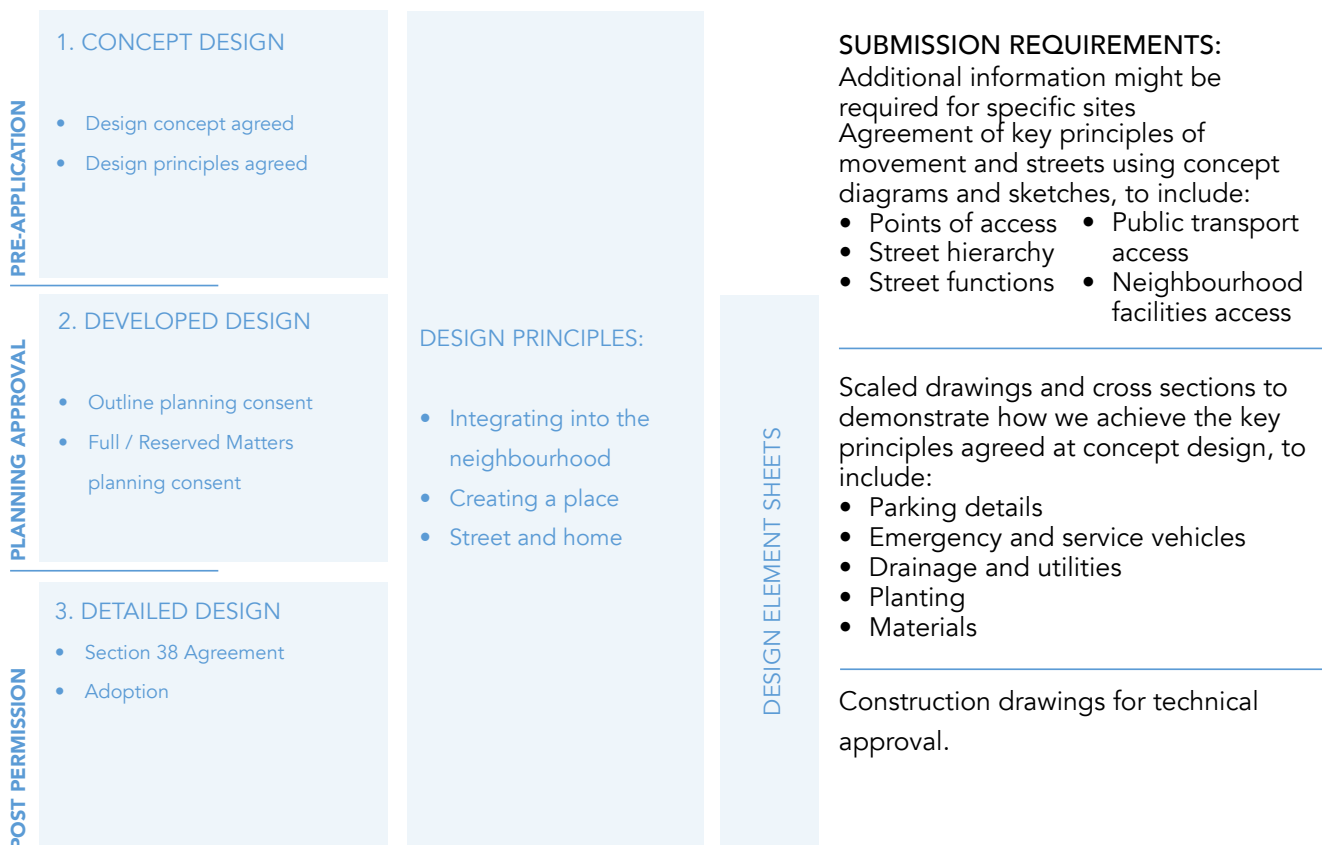 PRE-APPLICATION
1. CONCEPT DESIGN
• Design concept agreed
• Design principles agreed
PLANNING APPROVAL
2. DEVELOPED DESIGN
• Outline planning consent
• Full / Reserved Matters
planning consent
POST PERMISSION
3. DETAILED DESIGN
• Section 38 Agreement
• Adoption
DESIGN PRINCIPLES:
• Integrating into the
neighbourhood
• Creating a place
• Street and home
DESIGN ELEMENT SHEETS
SUBMISSION REQUIREMENTS:
Additional information might be
required for specific sites
Agreement of key principles of
movement and streets using concept
diagrams and sketches, to include:
• Points of access
• Street hierarchy
• Street functions
• Public transport
access
• Neighbourhood
facilities access
Scaled drawings and cross sections to
demonstrate how we achieve the key
principles agreed at concept design, to
include:
• Parking details
• Emergency and service vehicles
• Drainage and utilities
• Planting
• Materials
Construction drawings for technical
approval.